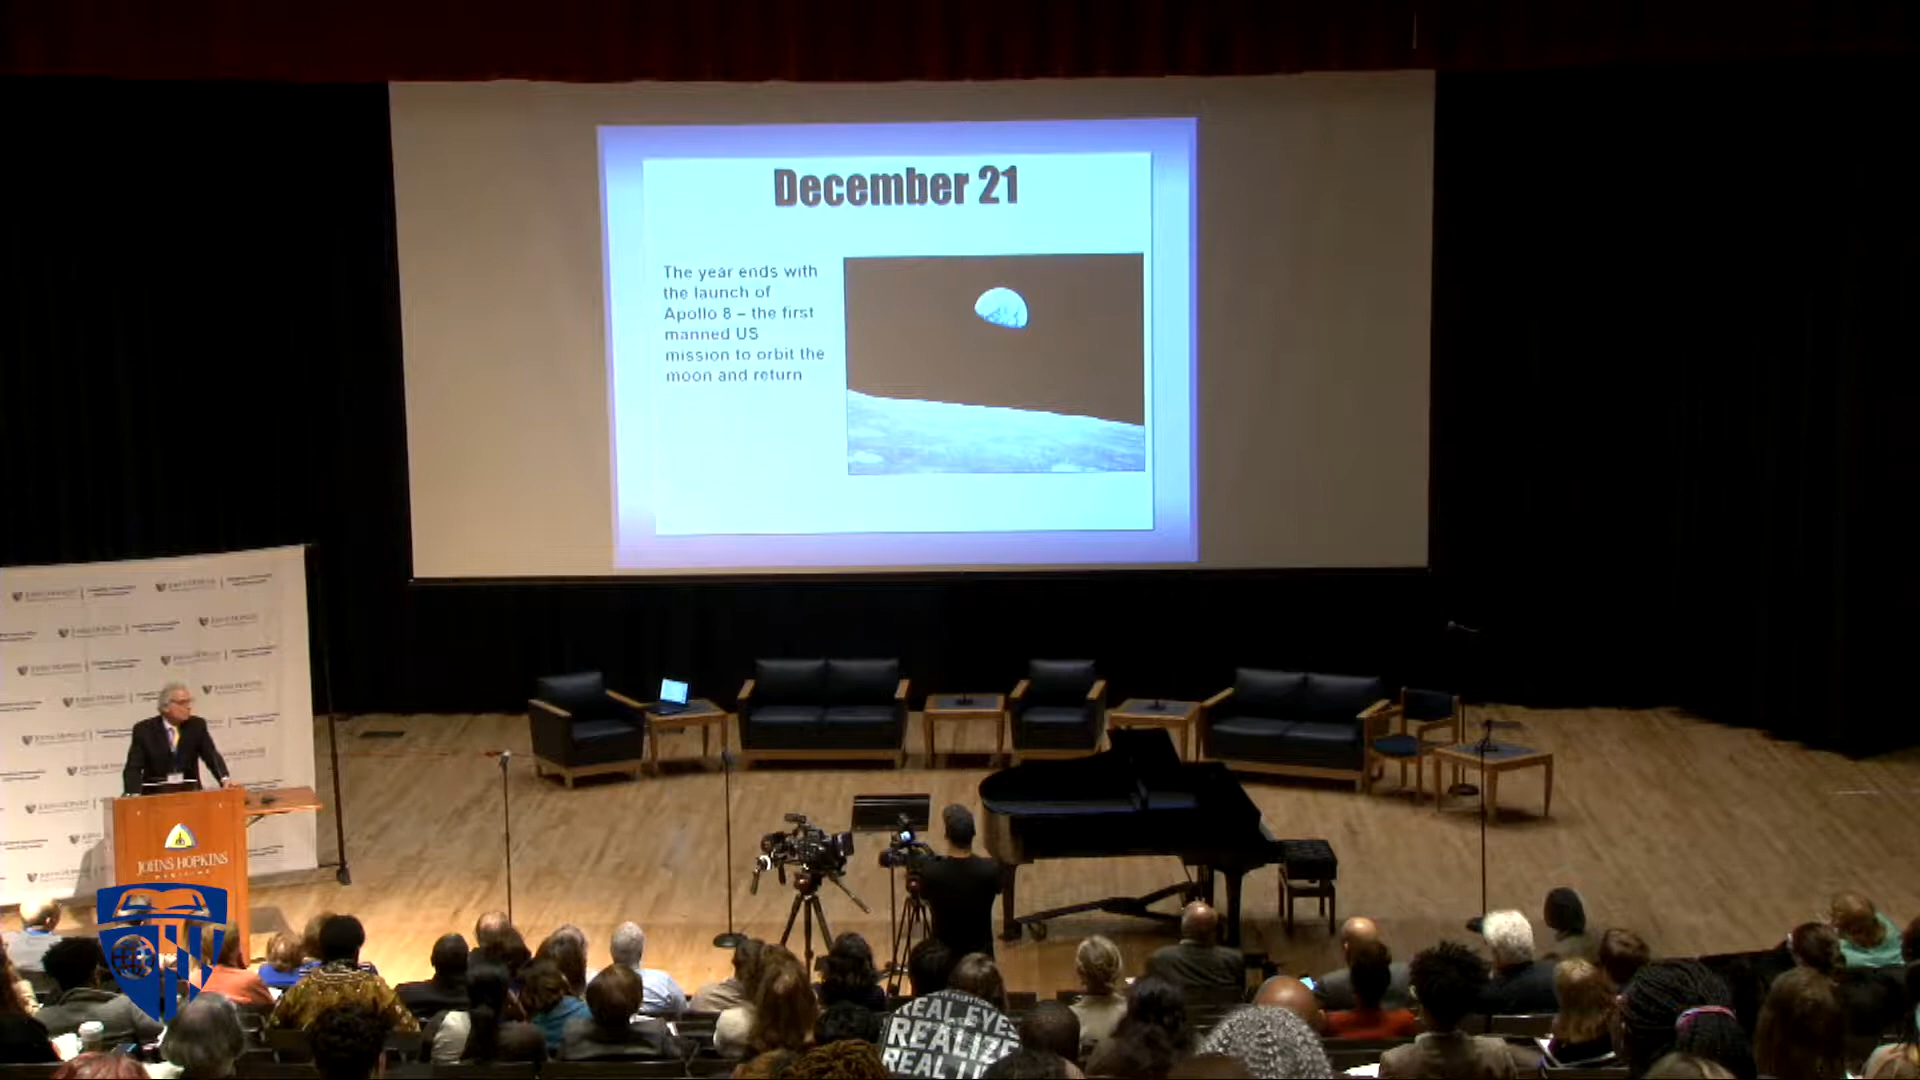 December 21
The year ends with
the launch of
Apollo 8 – the first
manned US
mission to orbit the
moon and return
JOHNS HOPKINS
MEDICINE
REAL EYES
REALIZE
REAL